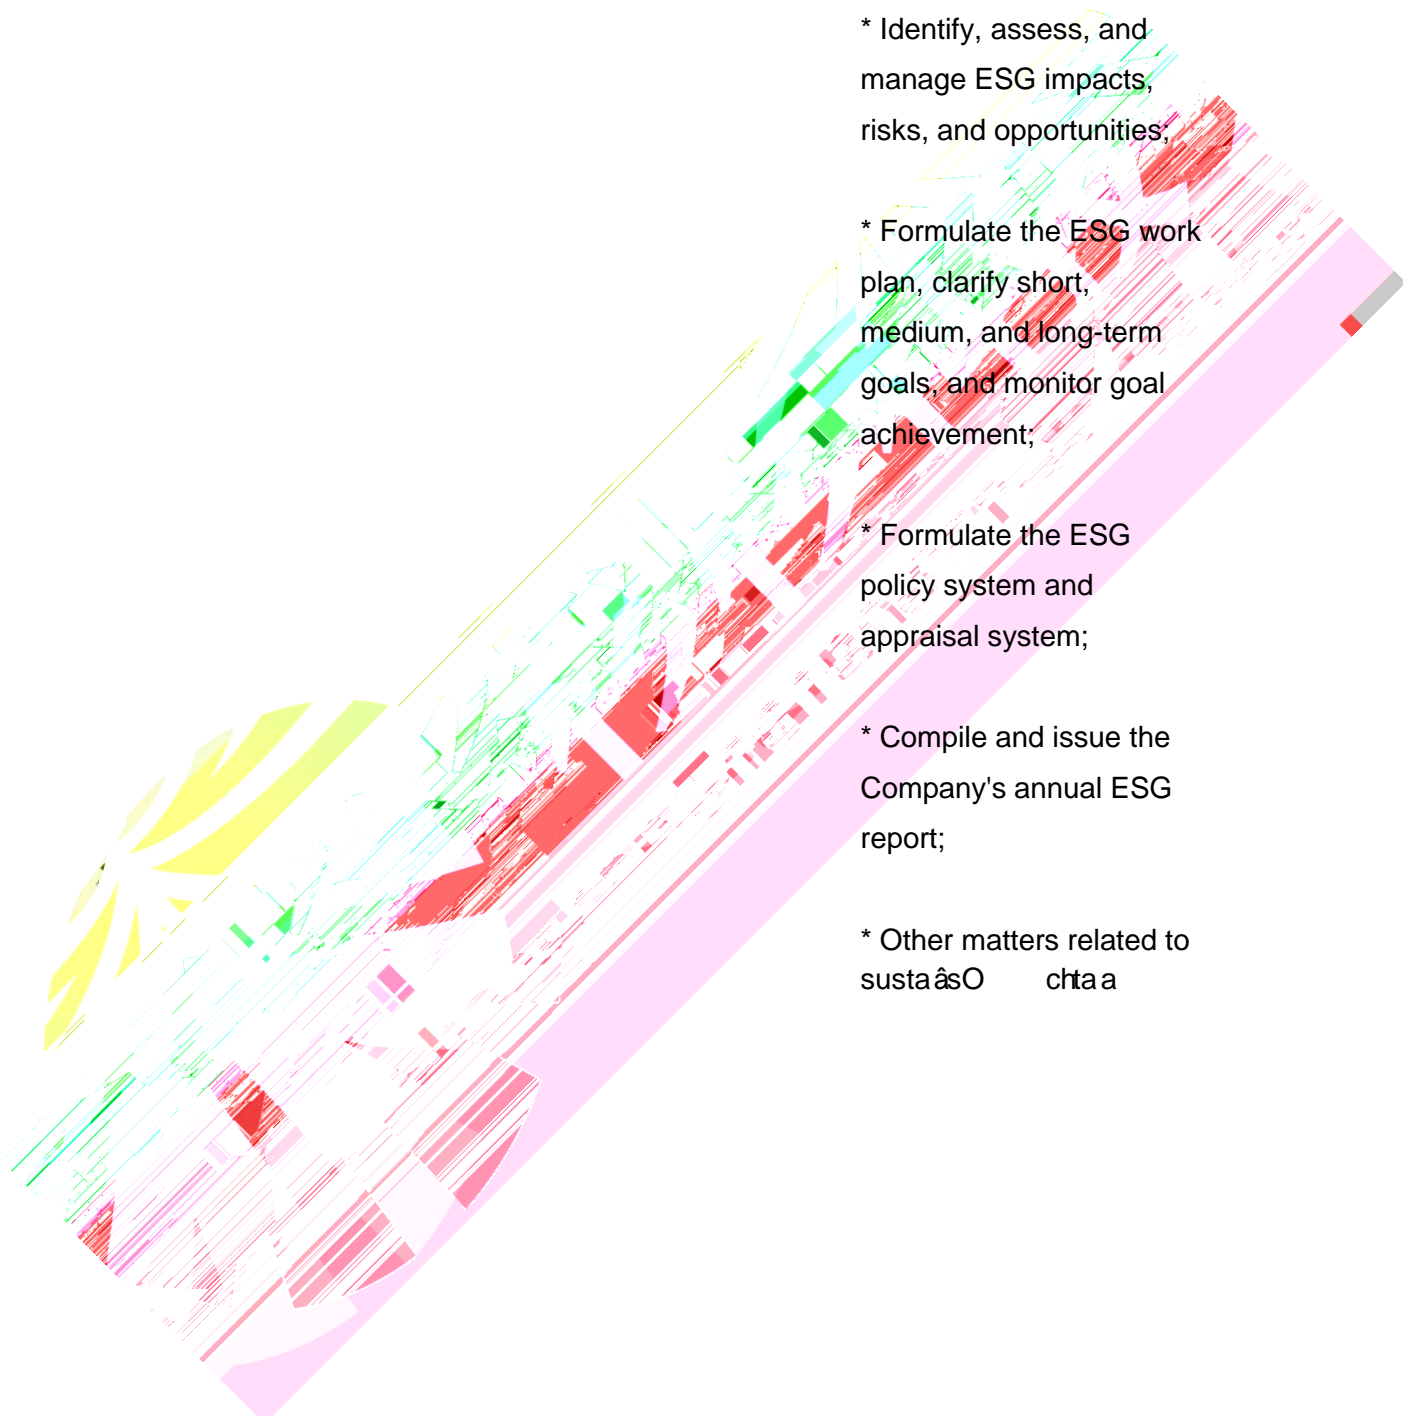 * Identify, assess, and
manage ESG impacts,
risks, and opportunities;
* Formulate the ESG work
plan, clarify short,
medium, and long-term
goals, and monitor goal
achievement;
* Formulate the ESG
policy system and
appraisal system;
* Compile and issue the
Company's annual ESG
report;
* Other matters related to